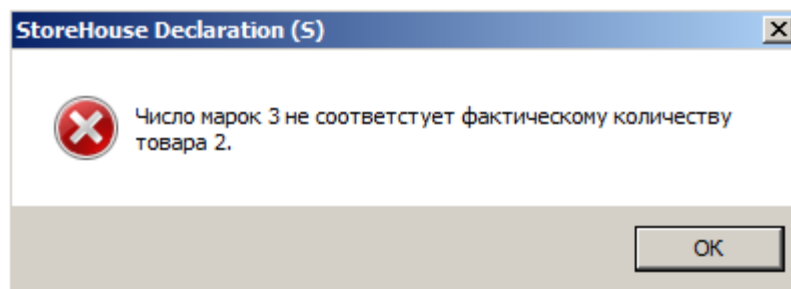 StoreHouse Declaration (S)
Число марок 3 не соответстует фактическому количеству
товара 2.
OK